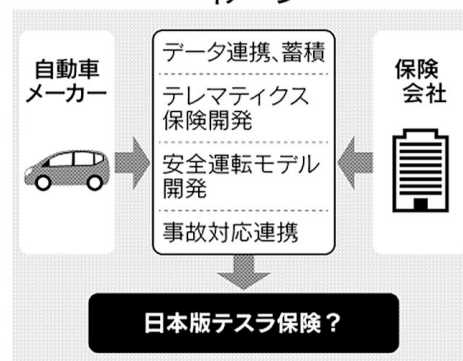 自動車
メーカー
データ連携、蓄積
テレマティクス
保険開発
安全運転モデル
開発
事故対応連携
保険
会社
日本版テスラ保険？